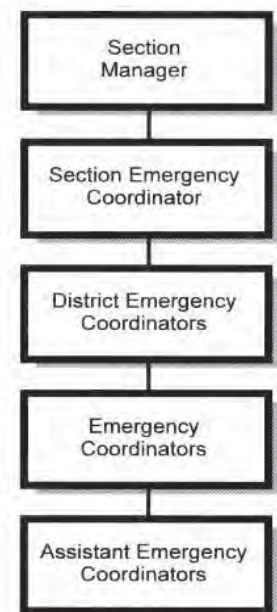 Section
Manager
Section Emergency
Coordinator
District Emergency
Coordinators
Emergency
Coordinators
Assistant Emergency
Coordinators